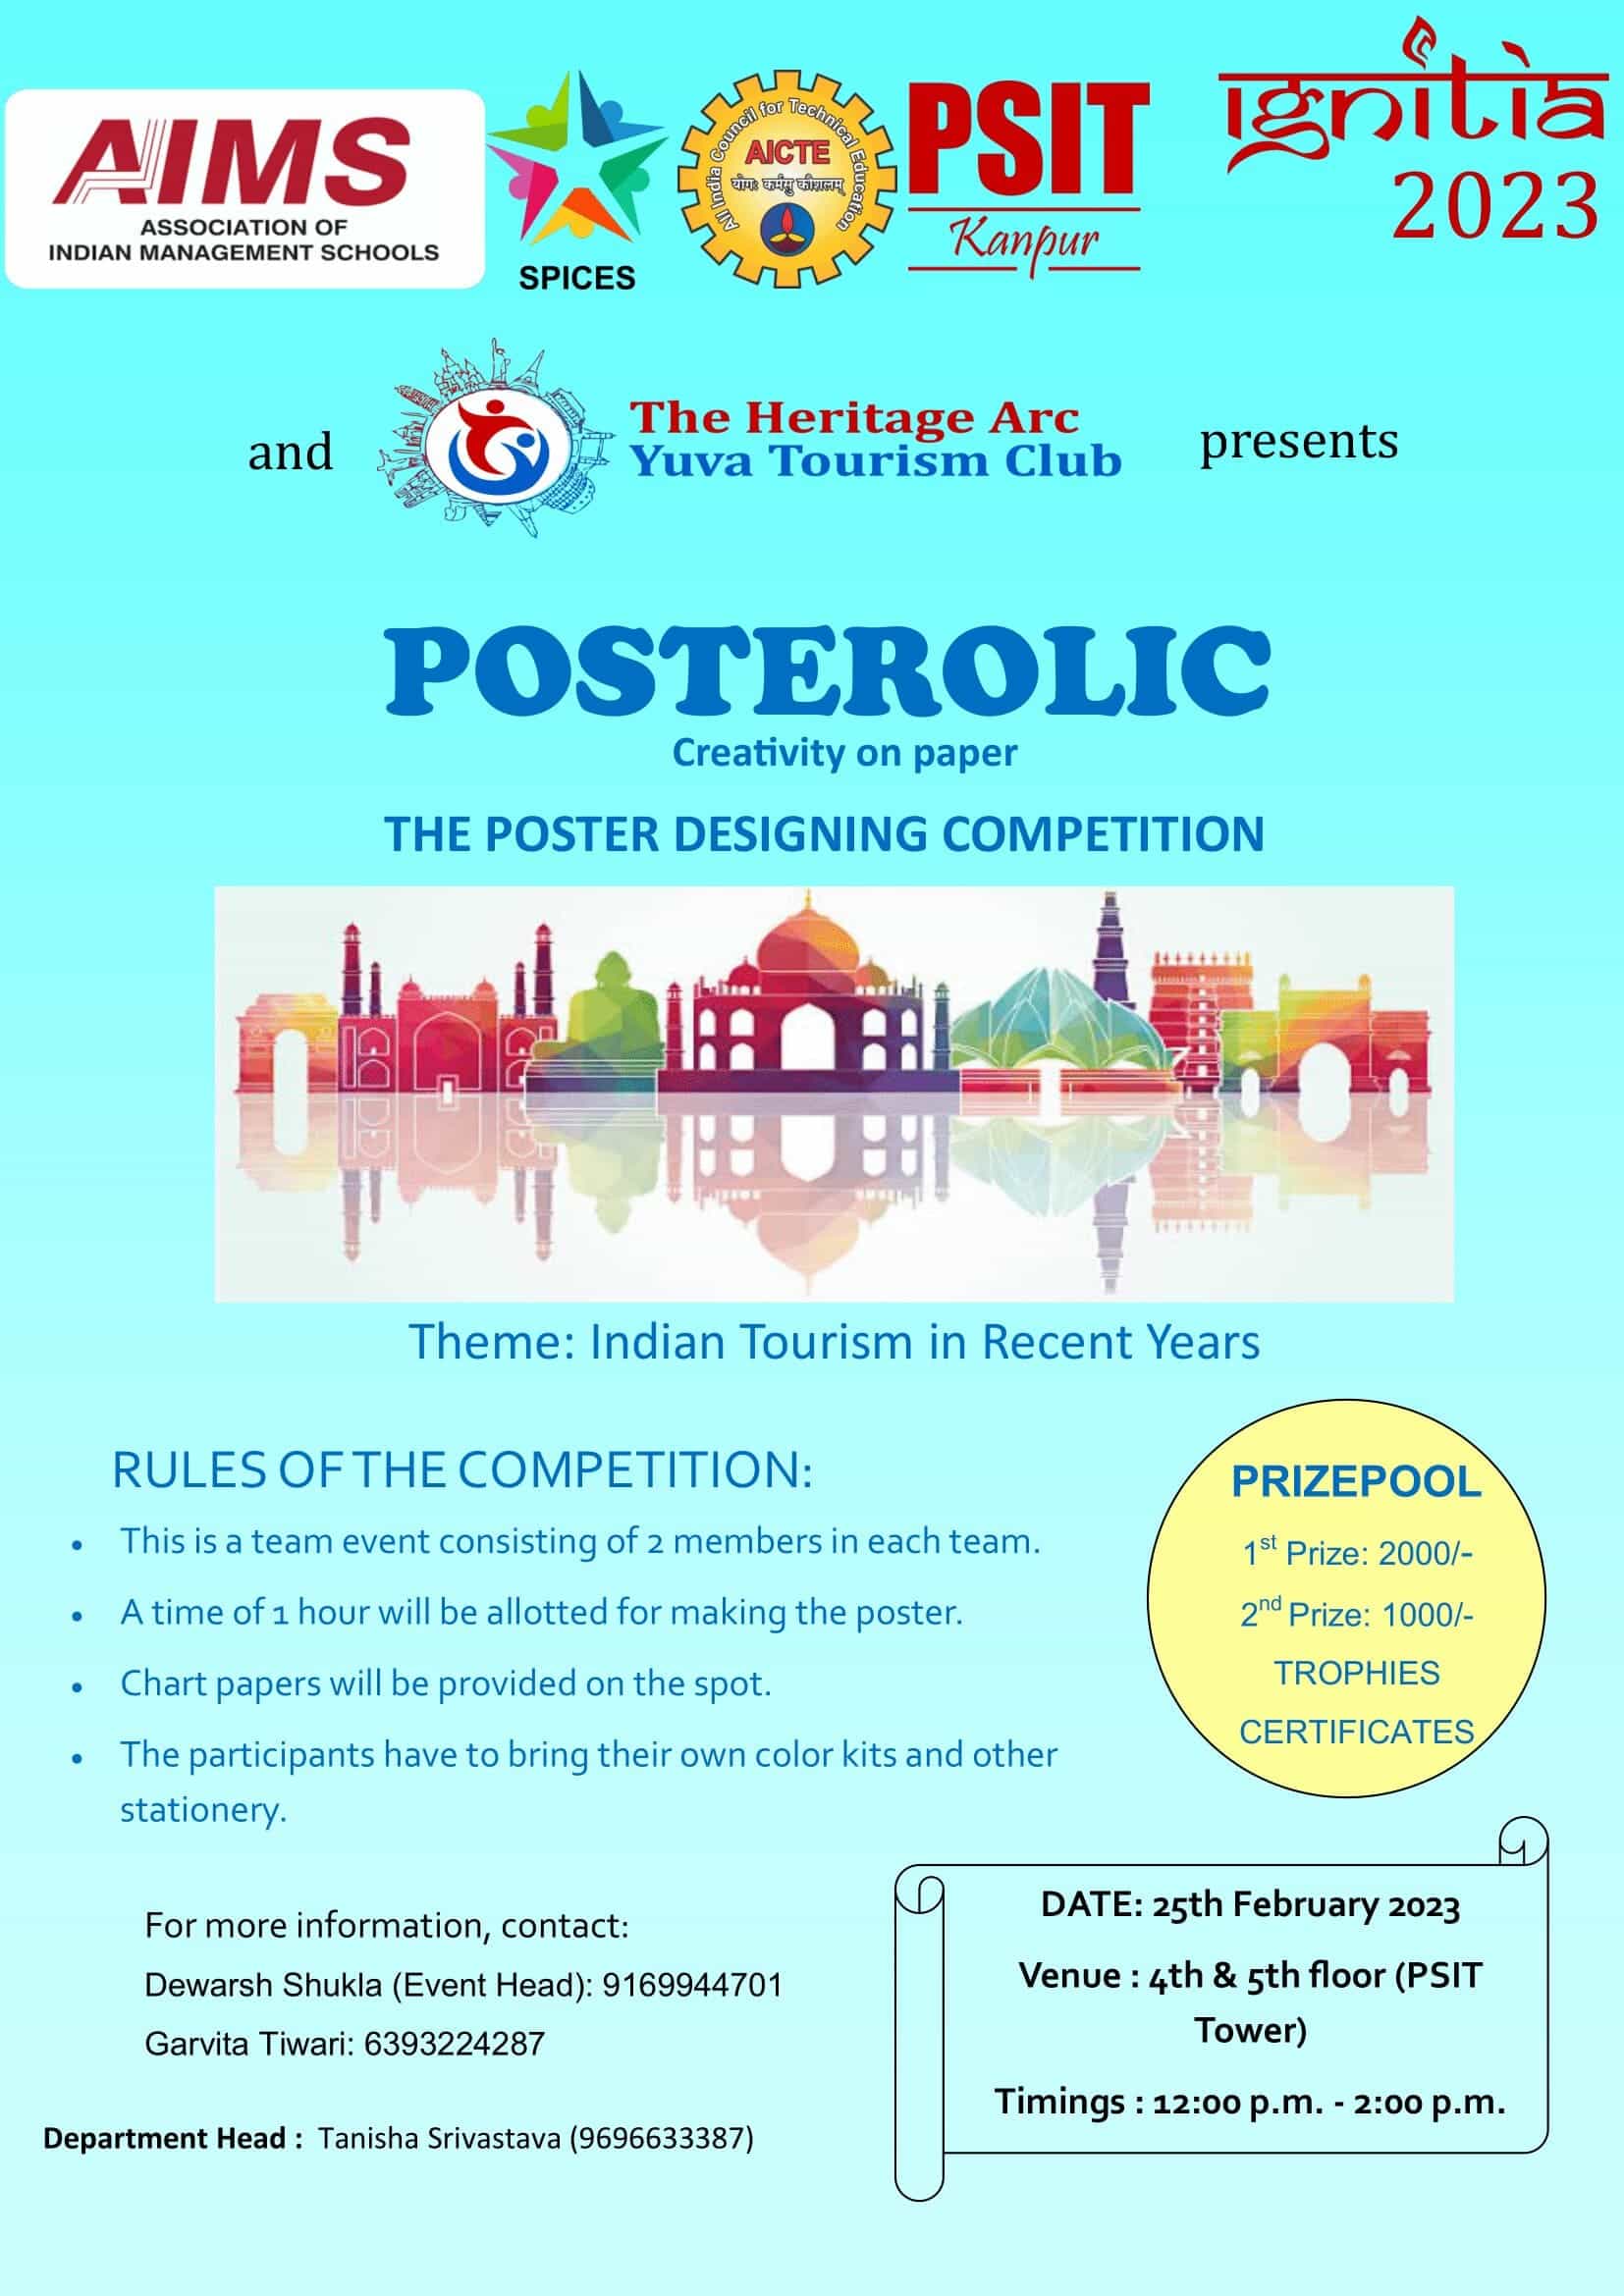 AIMS
ASSOCIATION OF
INDIAN MANAGEMENT SCHOOLS
SPICES
All India Council for Technical Education
AICTE
योगः कर्मसु कौशलम्
PSIT
Kanpur
ignitia
2023
and
The Heritage Arc
Yuva Tourism Club
presents
POSTEROLIC
Creativity on paper
THE POSTER DESIGNING COMPETITION
Theme: Indian Tourism in Recent Years
RULES OF THE COMPETITION:
• This is a team event consisting of 2 members in each team.
• A time of 1 hour will be allotted for making the poster.
• Chart papers will be provided on the spot.
• The participants have to bring their own color kits and other
stationery.
PRIZEPOOL
1st Prize: 2000/-
2nd Prize: 1000/-
TROPHIES
CERTIFICATES
For more information, contact:
Dewarsh Shukla (Event Head): 9169944701
Garvita Tiwari: 6393224287
Department Head : Tanisha Srivastava (9696633387)
DATE: 25th February 2023
Venue : 4th & 5th floor (PSIT
Tower)
Timings : 12:00 p.m. - 2:00 p.m.